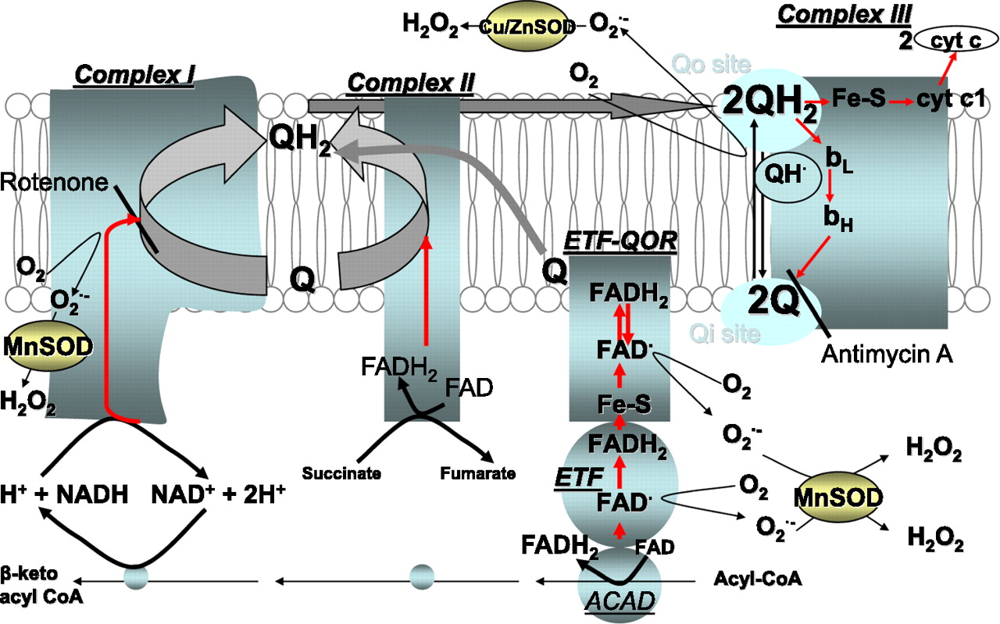 Complex III
H₂O₂
Cu/ZnSOD
O₂·-
2
cyt c
Complex I
Complex II
O₂
Qo site
2QH₂
Fe-S
cyt c1
QH₂
Rotenone
bL
QH·
bH
O₂
ETF-QOR
Q
Q
O₂·-
FADH₂
2Q
Qi site
MnSOD
FAD·
Antimycin A
FADH₂
FAD
O₂
H₂O₂
Fe-S
O₂·-
FADH₂
H₂O₂
Succinate
Fumarate
ETF
O₂
H⁺ + NADH
NAD⁺ + 2H⁺
FAD·
MnSOD
O₂·-
H₂O₂
FADH₂
FAD
β-keto
acyl CoA
Acyl-CoA
ACAD